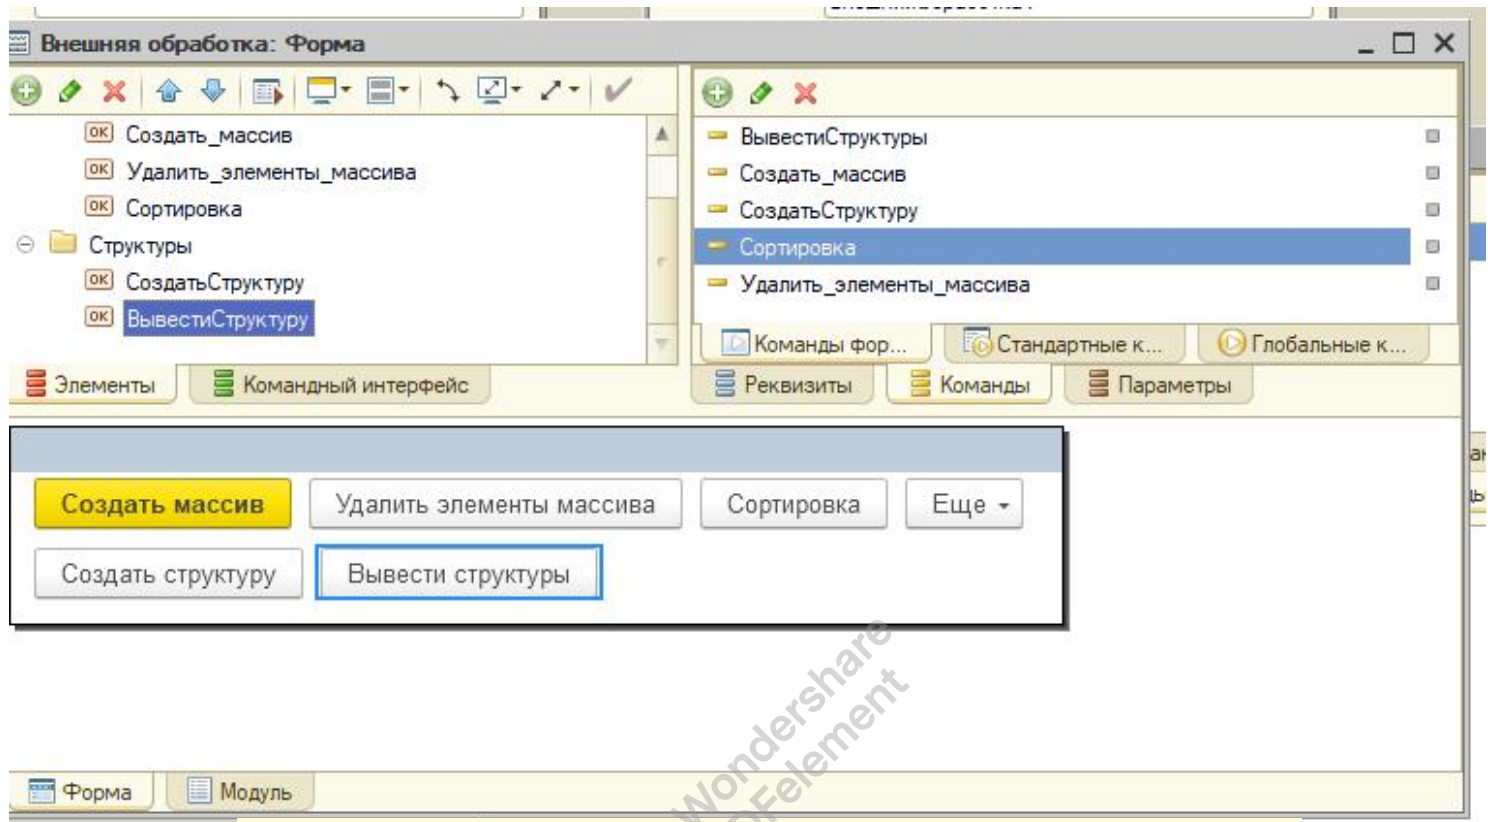 Внешняя обработка: Форма
Создать_массив
Удалить_элементы_массива
Сортировка
Структуры
СоздатьСтруктуру
ВывестиСтруктуру
Элементы
Командный интерфейс
ВывестиСтруктуры
Создать_массив
СоздатьСтруктуру
Сортировка
Удалить_элементы_массива
Команды фор...
Стандартные к...
Глобальные к...
Реквизиты
Команды
Параметры
Создать массив
Удалить элементы массива
Сортировка
Еще
Создать структуру
Вывести структуры
Wondershare
Форма
Модуль